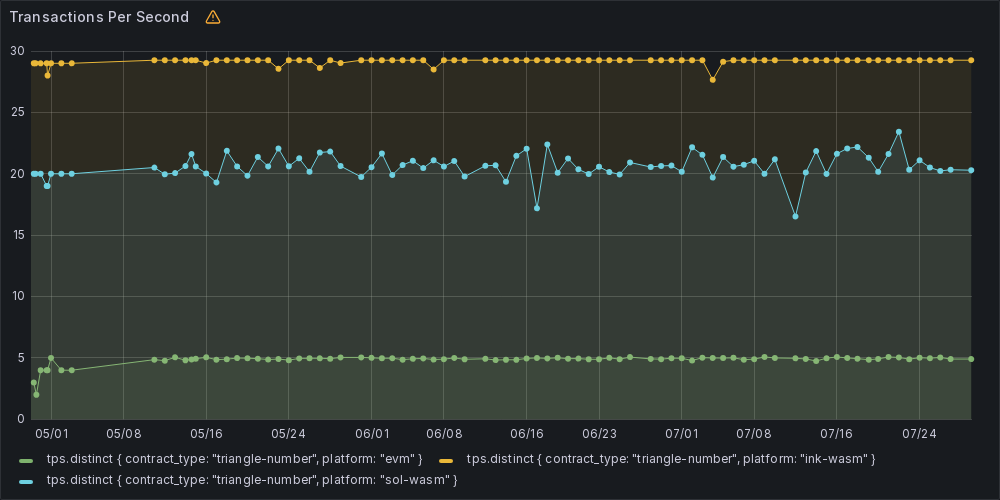 Transactions Per Second
30
25
20
15
10
5
0
05/01 05/08 05/16 05/24 06/01 06/08 06/16 06/23 07/01 07/08 07/16 07/24
tps.distinct { contract_type: "triangle-number", platform: "evm" } tps.distinct { contract_type: "triangle-number", platform: "ink-wasm" }
tps.distinct { contract_type: "triangle-number", platform: "sol-wasm" }